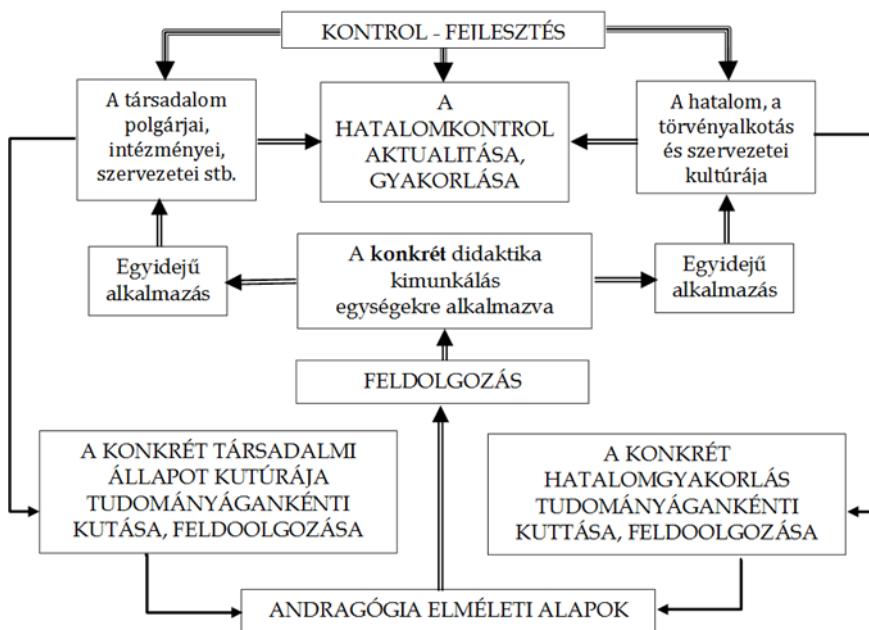 KONTROL - FEJLESZTÉS
A társadalom
polgárjai,
intézményei,
szervezetei stb.
A
HATALOMKONTROL
AKTUALITÁSA,
GYAKORLÁSA
A hatalom, a
törvényalkotás
és szervezetei
kultúrája
Egyidejű
alkalmazás
A konkrét didaktika
kimunkálás
egységekre alkalmazva
Egyidejű
alkalmazás
FELDOLGOZÁS
A KONKRÉT TÁRSADALMI
ÁLLAPOT KUTÚRÁJA
TUDOMÁNYÁGANKÉNTI
KUTÁSA, FELDOOLGOZÁSA
A KONKRÉT
HATALOMGYAKORLÁS
TUDOMÁNYÁGANKÉNTI
KUTTÁSA, FELDOOLGOZÁSA
ANDRAGÓGIA ELMÉLETI ALAPOK